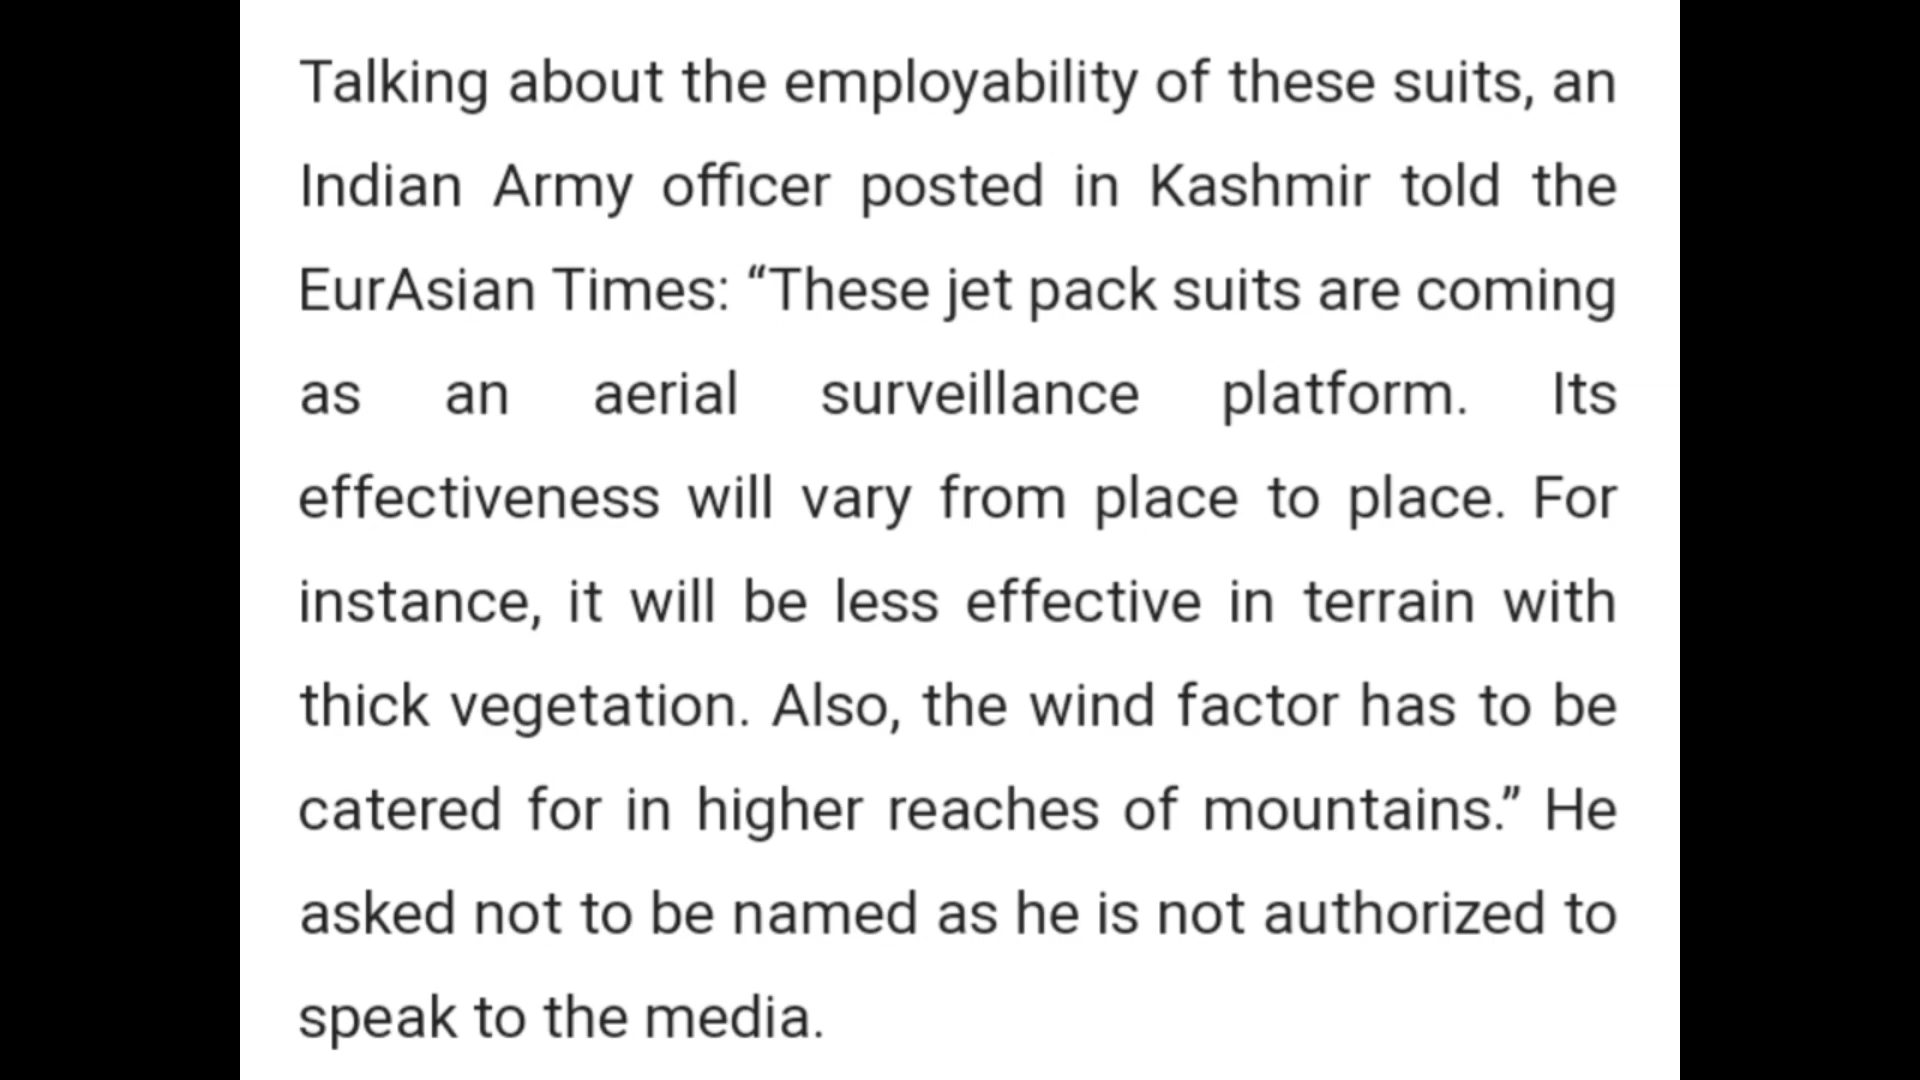 Talking about the employability of these suits, an
Indian Army officer posted in Kashmir told the
EurAsian Times: “These jet pack suits are coming
as an aerial surveillance platform. Its
effectiveness will vary from place to place. For
instance, it will be less effective in terrain with
thick vegetation. Also, the wind factor has to be
catered for in higher reaches of mountains.” He
asked not to be named as he is not authorized to
speak to the media.